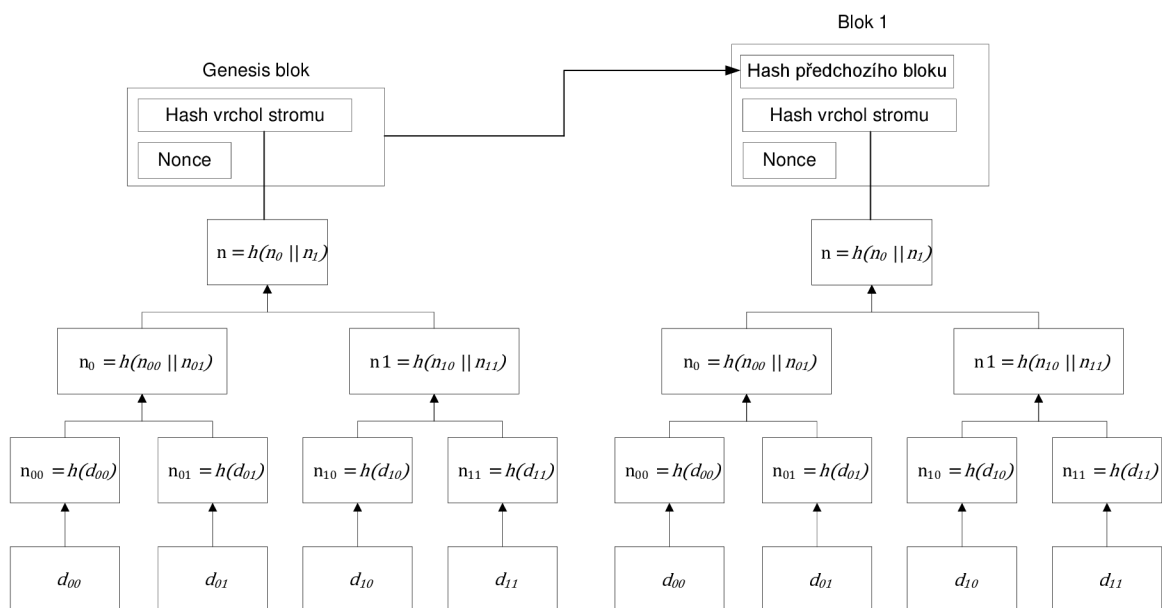 Blok 1
Genesis blok
Hash předchozího bloku
Hash vrchol stromu
Hash vrchol stromu
Nonce
Nonce
n = h(n₀ || n₁)
n = h(n₀ || n₁)
n₀ = h(n₀₀ || n₀₁)
n1 = h(n₁₀ || n₁₁)
n₀ = h(n₀₀ || n₀₁)
n1 = h(n₁₀ || n₁₁)
n₀₀ = h(d₀₀)
n₀₁ = h(d₀₁)
n₁₀ = h(d₁₀)
n₁₁ = h(d₁₁)
n₀₀ = h(d₀₀)
n₀₁ = h(d₀₁)
n₁₀ = h(d₁₀)
n₁₁ = h(d₁₁)
d₀₀
d₀₁
d₁₀
d₁₁
d₀₀
d₀₁
d₁₀
d₁₁